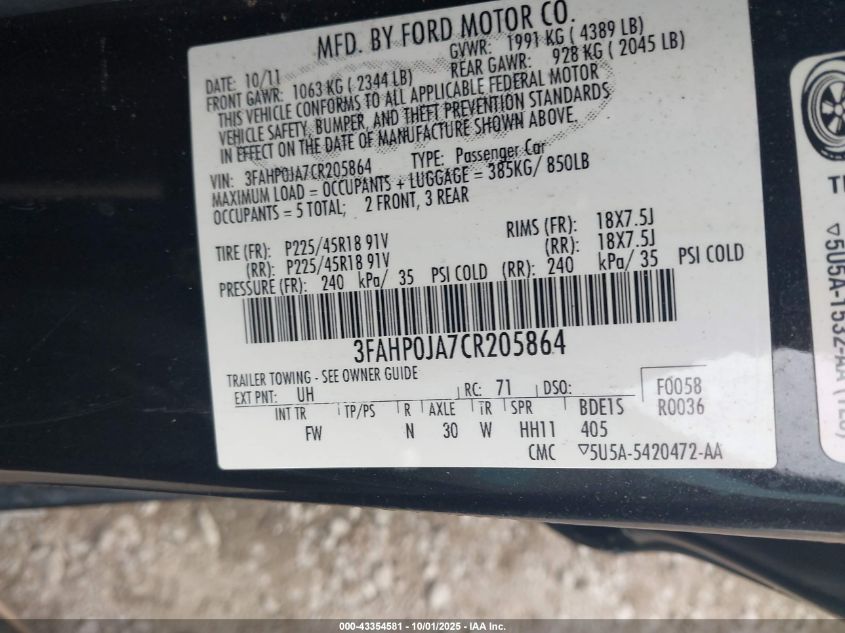 MFD. BY FORD MOTOR CO.
DATE: 10/11 GVWR: 1991 KG ( 4389 LB)
FRONT GAWR: 1063 KG ( 2344 LB) REAR GAWR: 928 KG ( 2045 LB)
THIS VEHICLE CONFORMS TO ALL APPLICABLE FEDERAL MOTOR
VEHICLE SAFETY, BUMPER, AND THEFT PREVENTION STANDARDS
IN EFFECT ON THE DATE OF MANUFACTURE SHOWN ABOVE.
VIN: 3FAHP0JA7CR205864 TYPE: Passenger Car
MAXIMUM LOAD = OCCUPANTS + LUGGAGE = 385KG/ 850LB
OCCUPANTS = 5 TOTAL; 2 FRONT, 3 REAR
TIRE (FR): P225/45R18 91V RIMS (FR): 18X7.5J
(RR): P225/45R18 91V (RR): 18X7.5J
PRESSURE (FR): 240 kPa/ 35 PSI COLD (RR): 240 kPa/ 35 PSI COLD
3FAHP0JA7CR205864
TRAILER TOWING - SEE OWNER GUIDE
EXT PNT: UH RC: 71 DSO: F0058
INT TR TP/PS R AXLE TR SPR BDE1S R0036
FW N 30 W HH11 405
CMC ▽5U5A-5420472-AA
000-43354581 • 10/01/2025 • IAA Inc.